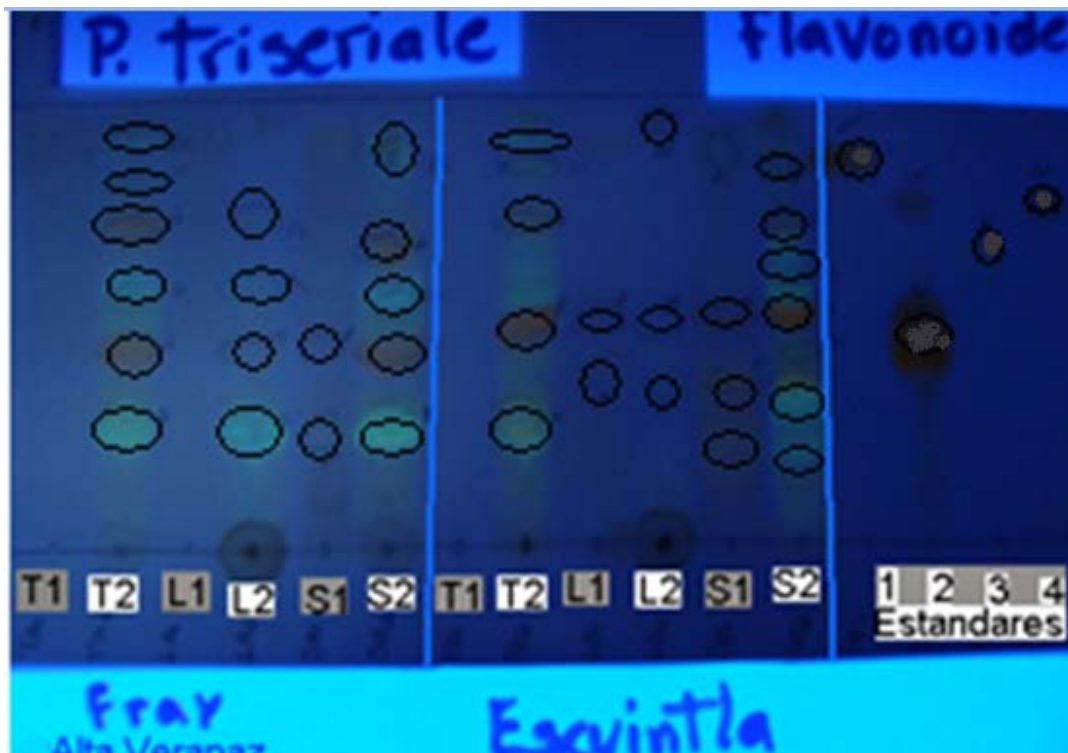 P. triseriale
Flavonoide
T1 T2 L1 L2 S1 S2 T1 T2 L1 L2 S1 S2 1 2 3 4
Estandares
Fray
Alta Verapaz
Escuintla